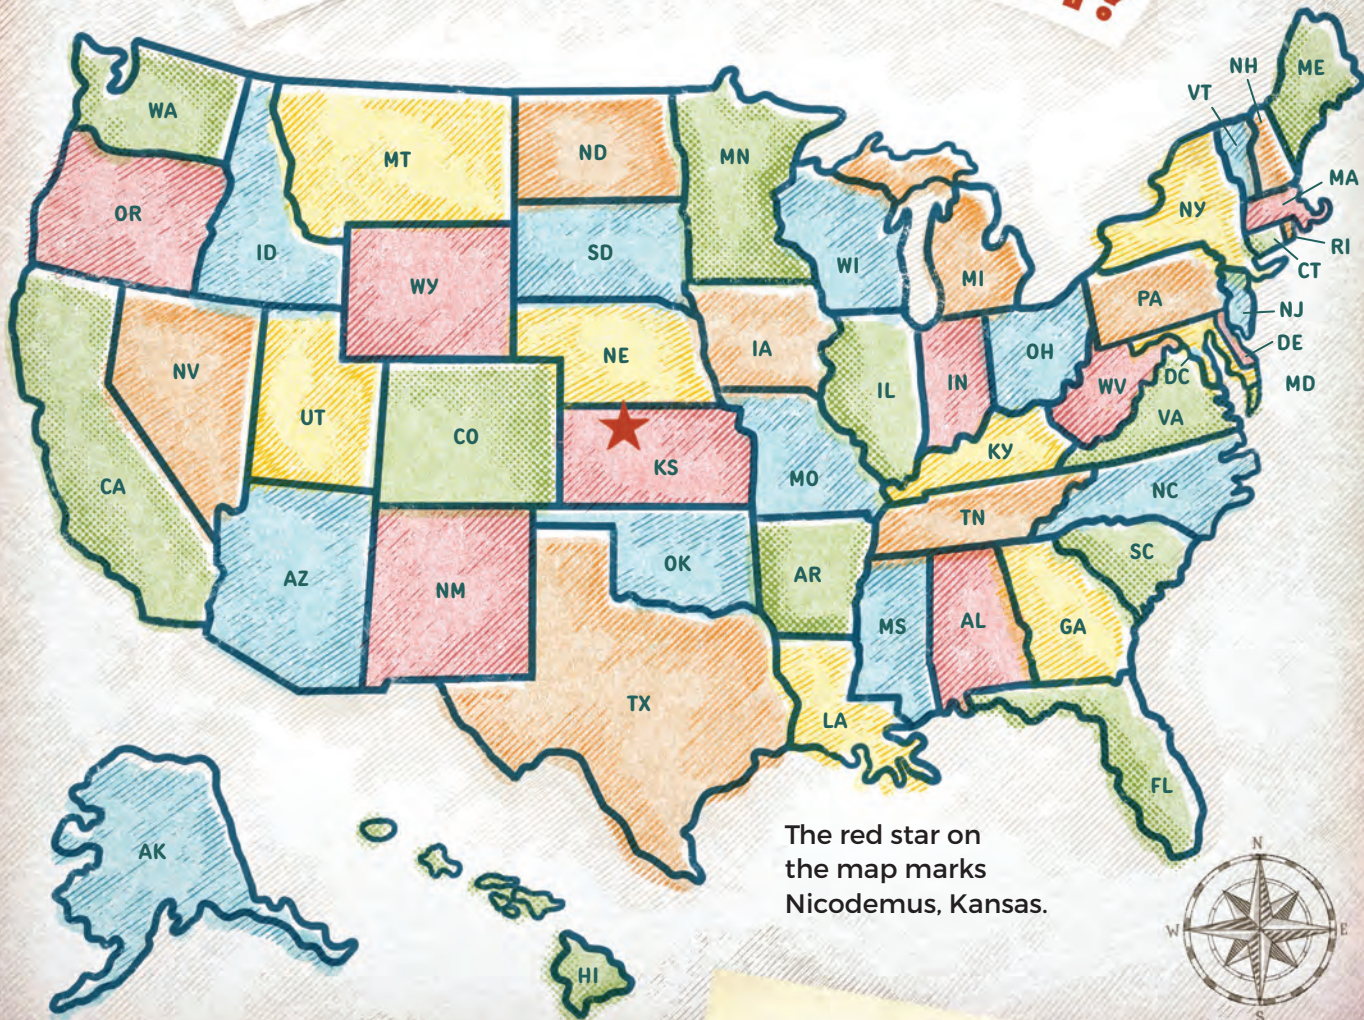 NH
ME
VT
WA
MT
ND
MN
MA
OR
NY
ID
SD
WI
MI
RI
CT
WY
PA
NJ
DE
IA
NE
OH
NV
IN
WV
DC
MD
IL
UT
VA
CO
KY
KS
CA
MO
NC
TN
SC
OK
AR
AZ
NM
AL
MS
GA
TX
LA
FL
AK
HI
The red star on
the map marks
Nicodemus, Kansas.
N
W
E
S